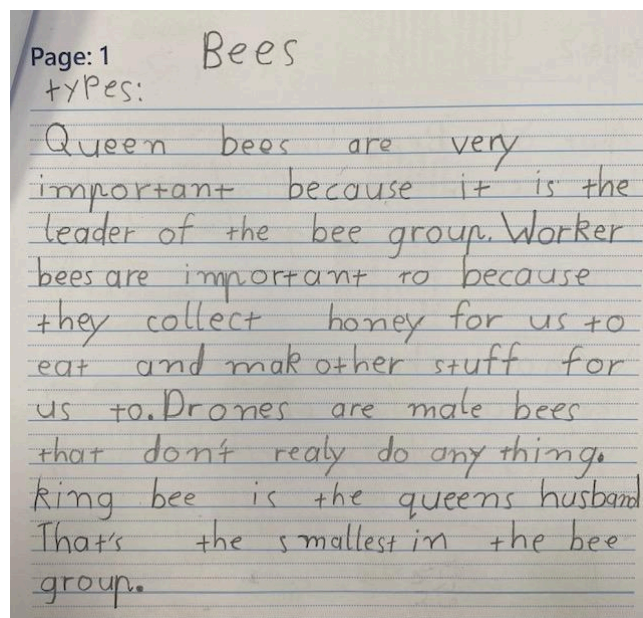 Page: 1 Bees
types:
Queen bees are very
important because it is the
leader of the bee group. Worker
bees are important to because
they collect honey for us to
eat and mak other stuff for
us to. Drones are male bees
that don't realy do any thing.
king bee is the queens husband
That's the smallest in the bee
group.